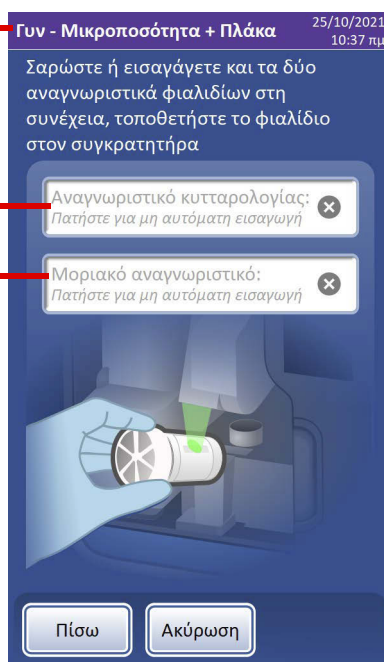 Γυν - Μικροποσότητα + Πλάκα
25/10/2021
10:37 πμ
Σαρώστε ή εισαγάγετε και τα δύο
αναγνωριστικά φιαλιδίων στη
συνέχεια, τοποθετήστε το φιαλίδιο
στον συγκρατητήρα
Αναγνωριστικό κυτταρολογίας:
Πατήστε για μη αυτόματη εισαγωγή
Μοριακό αναγνωριστικό:
Πατήστε για μη αυτόματη εισαγωγή
Πίσω
Ακύρωση